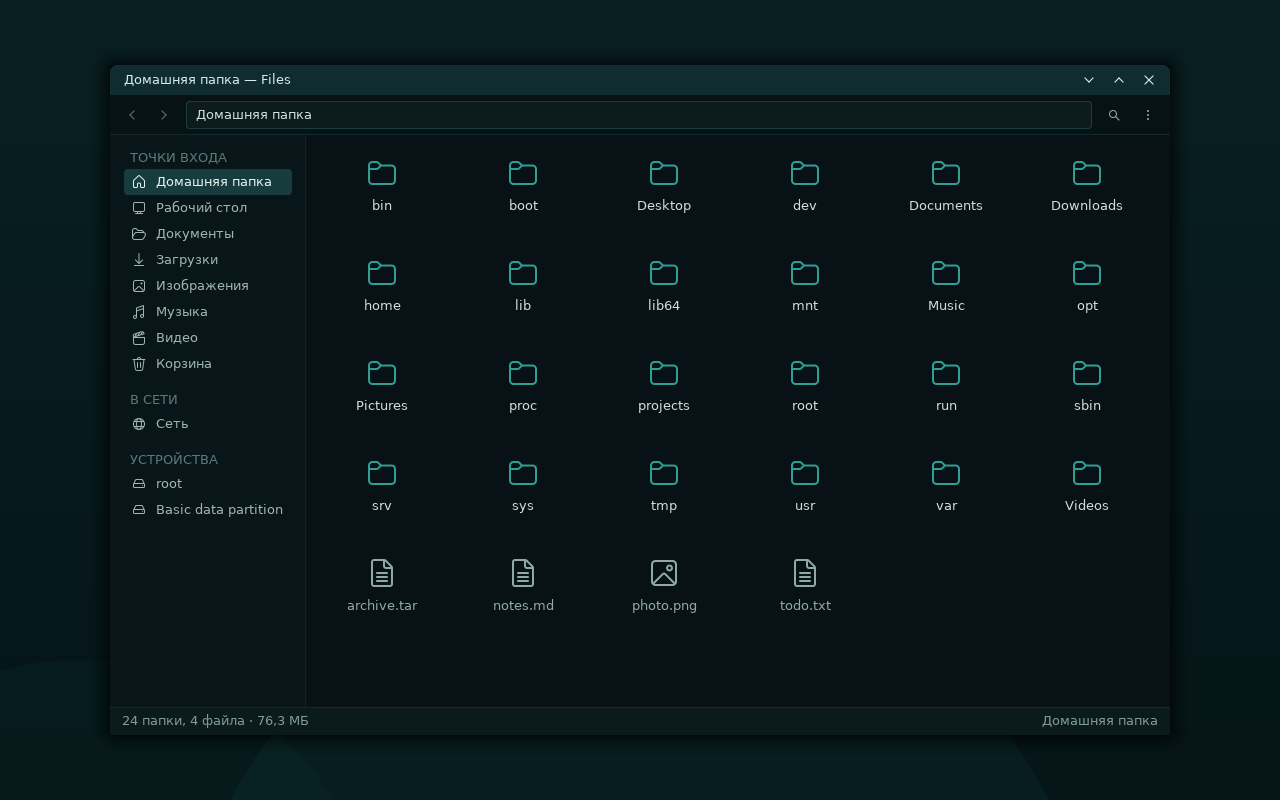 Домашняя папка — Files
Домашняя папка
ТОЧКИ ВХОДА
Домашняя папка
Рабочий стол
Документы
Загрузки
Изображения
Музыка
Видео
Корзина
В СЕТИ
Сеть
УСТРОЙСТВА
root
Basic data partition
bin boot Desktop dev Documents Downloads
home lib lib64 mnt Music opt
Pictures proc projects root run sbin
srv sys tmp usr var Videos
archive.tar notes.md photo.png todo.txt
24 папки, 4 файла · 76,3 МБ
Домашняя папка